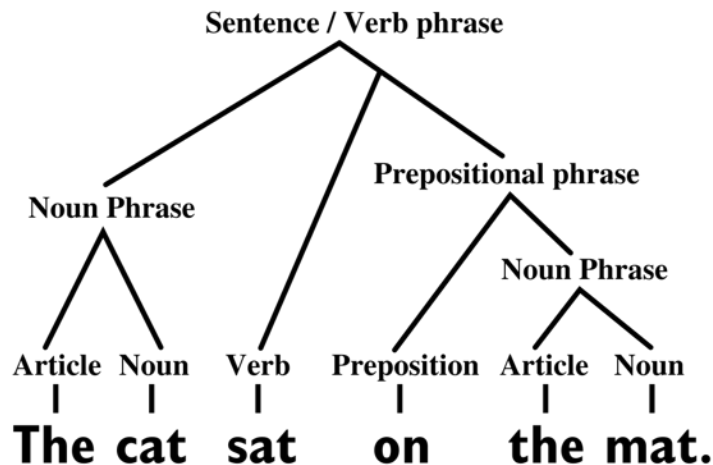 Sentence / Verb phrase
Prepositional phrase
Noun Phrase
Noun Phrase
Article Noun Verb Preposition Article Noun
The cat sat on the mat.